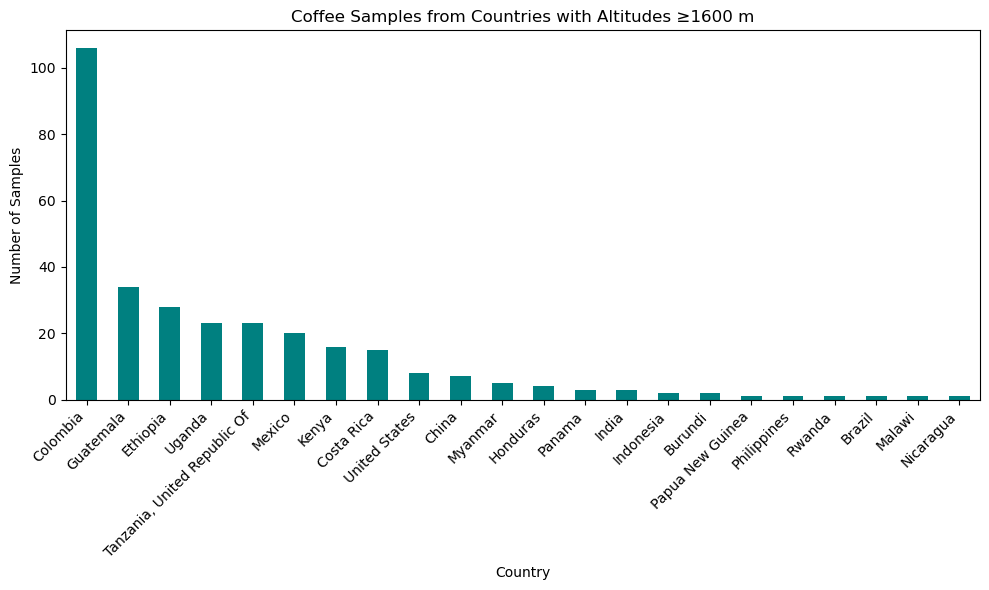 Coffee Samples from Countries with Altitudes ≥1600 m
Number of Samples
100
80
60
40
20
0
Colombia
Guatemala
Ethiopia
Uganda
Tanzania, United Republic Of
Mexico
Kenya
Costa Rica
United States
China
Myanmar
Honduras
Panama
India
Indonesia
Burundi
Papua New Guinea
Philippines
Rwanda
Brazil
Malawi
Nicaragua
Country